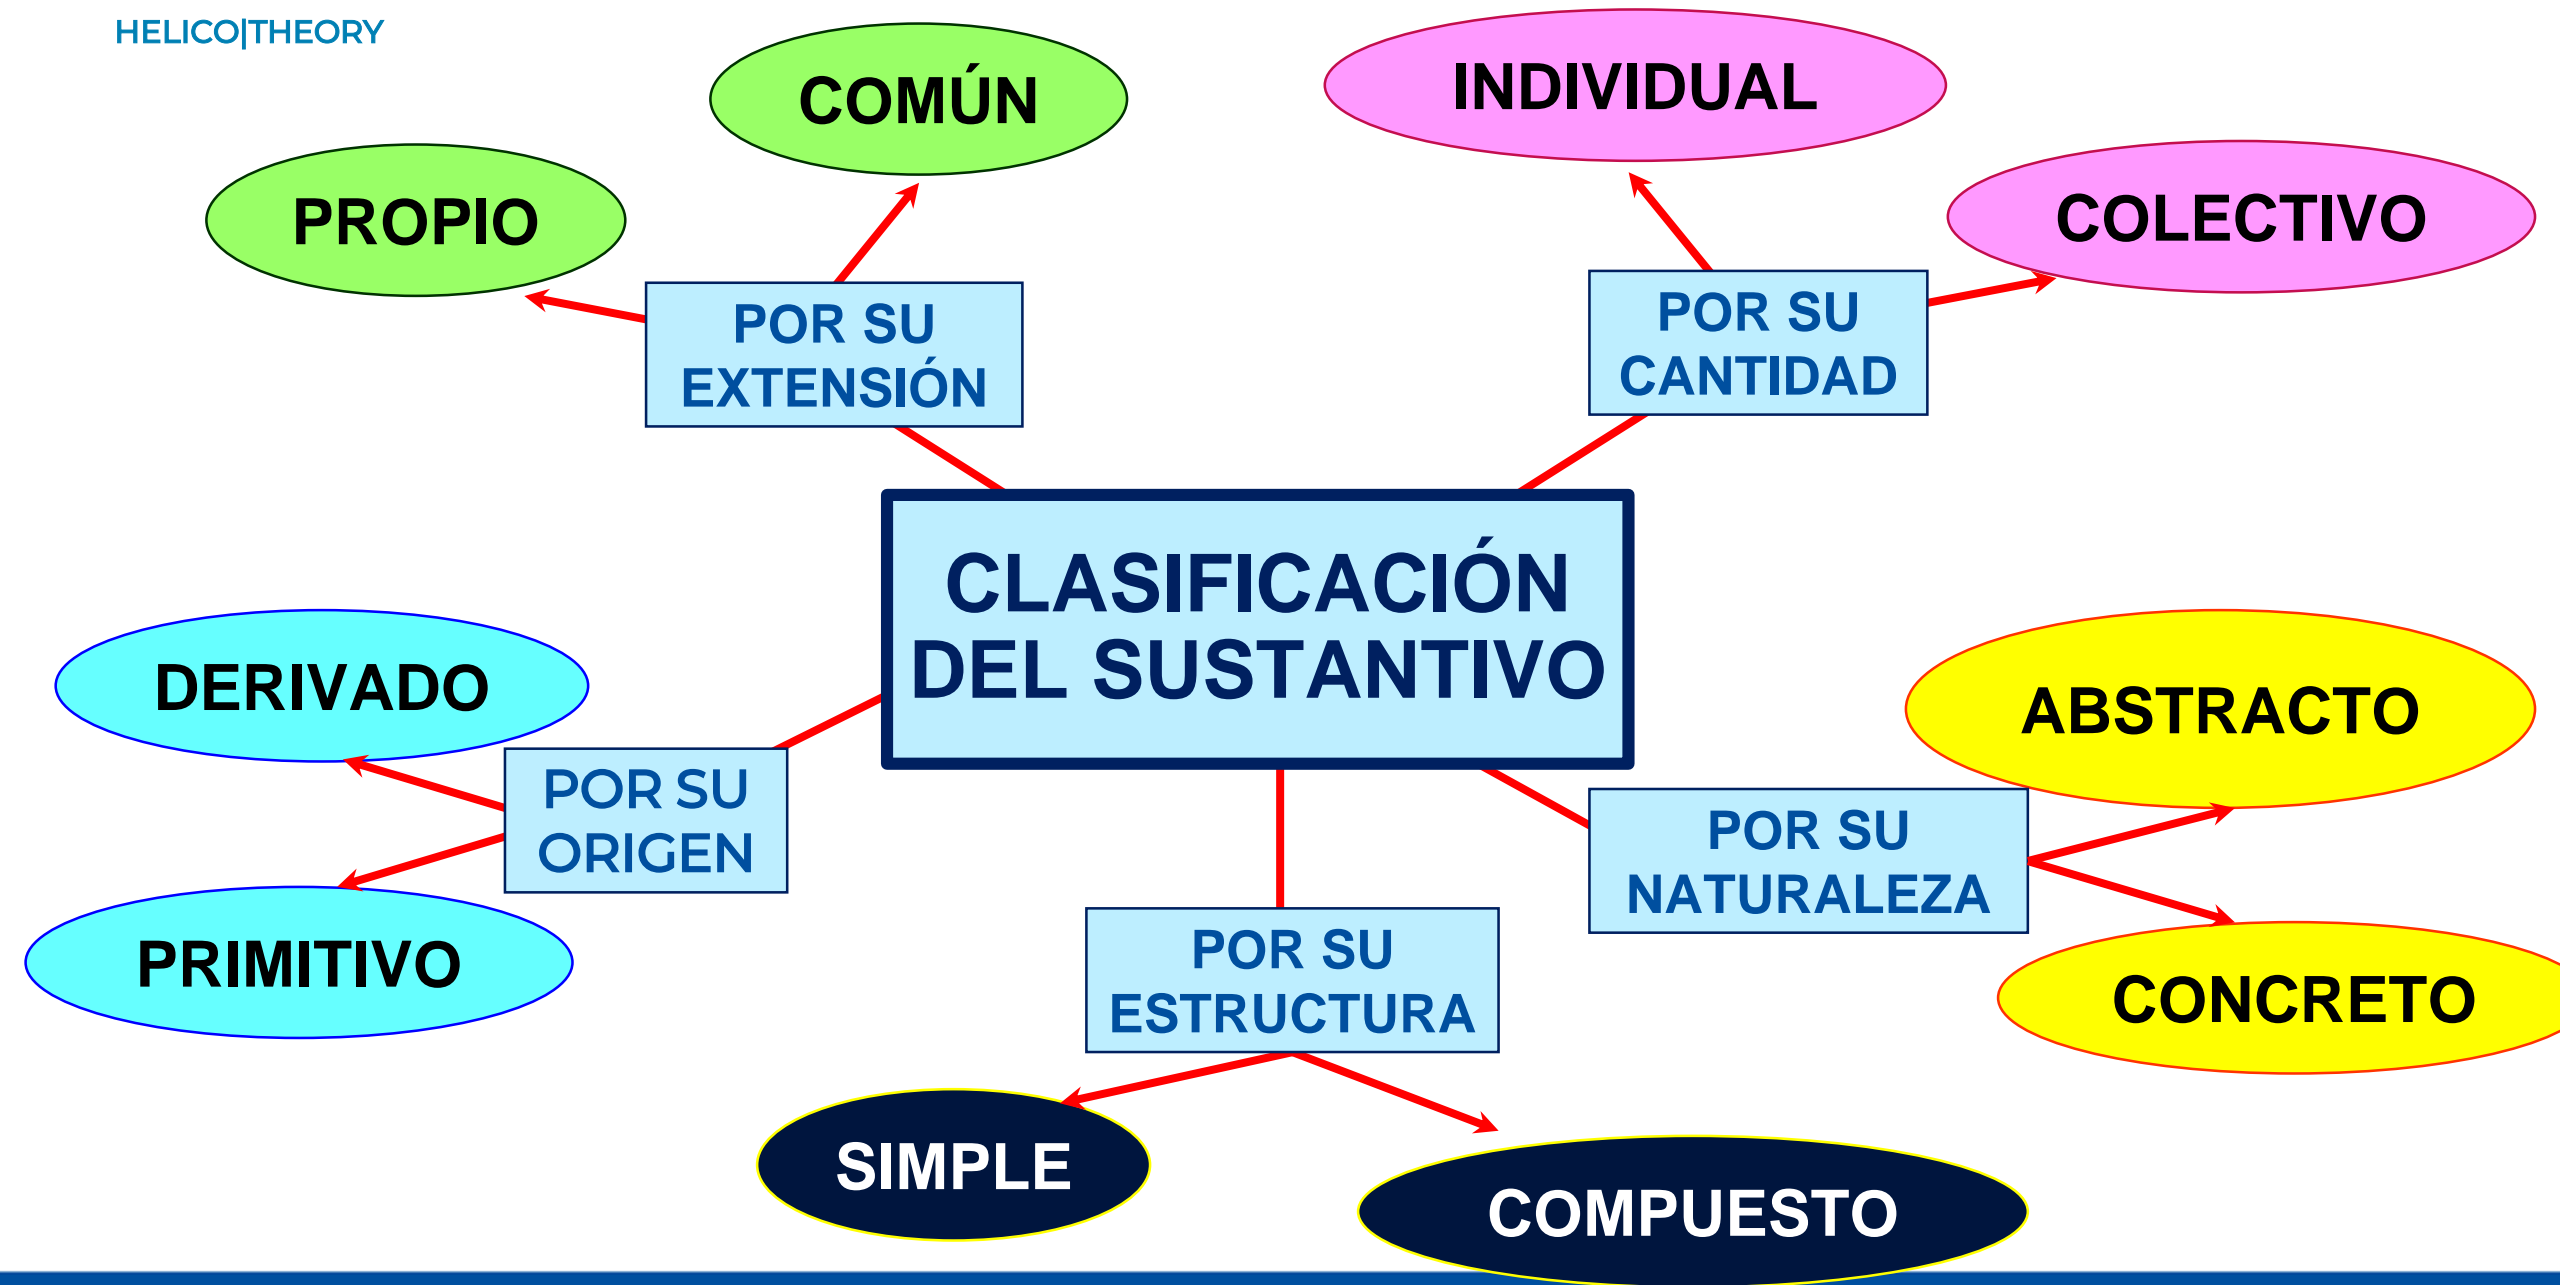 HELICO|THEORY
COMÚN
PROPIO
POR SU
EXTENSIÓN
INDIVIDUAL
COLECTIVO
POR SU
CANTIDAD
CLASIFICACIÓN
DEL SUSTANTIVO
DERIVADO
POR SU
ORIGEN
PRIMITIVO
ABSTRACTO
POR SU
NATURALEZA
CONCRETO
POR SU
ESTRUCTURA
SIMPLE
COMPUESTO